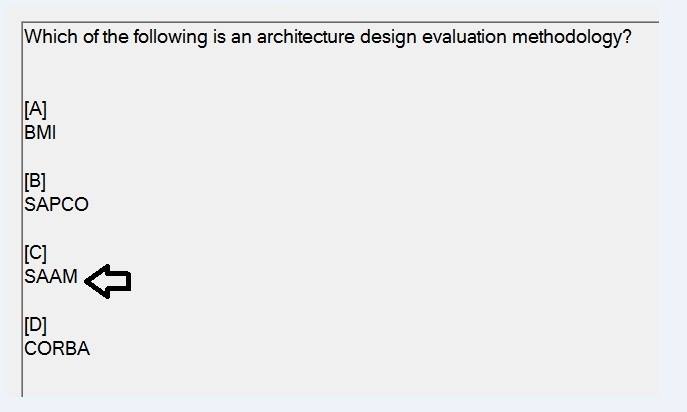 Which of the following is an architecture design evaluation methodology?
[A]
BMI
[B]
SAPCO
[C]
SAAM
[D]
CORBA